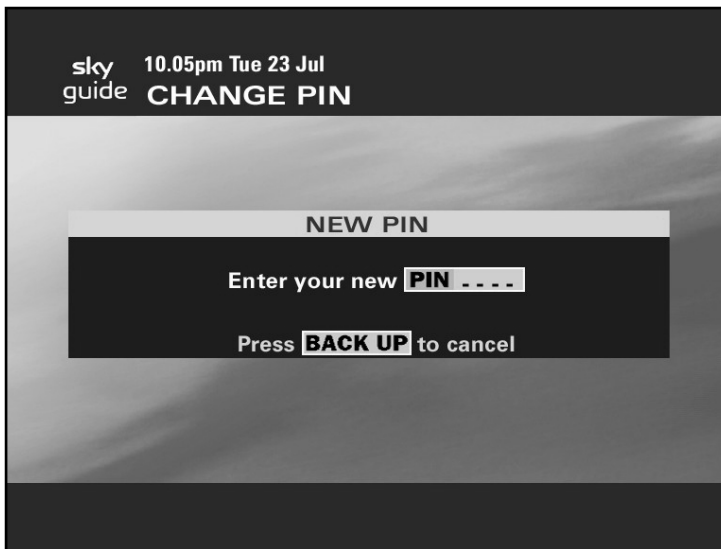 sky 10.05pm Tue 23 Jul
guide CHANGE PIN
NEW PIN
Enter your new PIN _ _ _ _
Press BACK UP to cancel